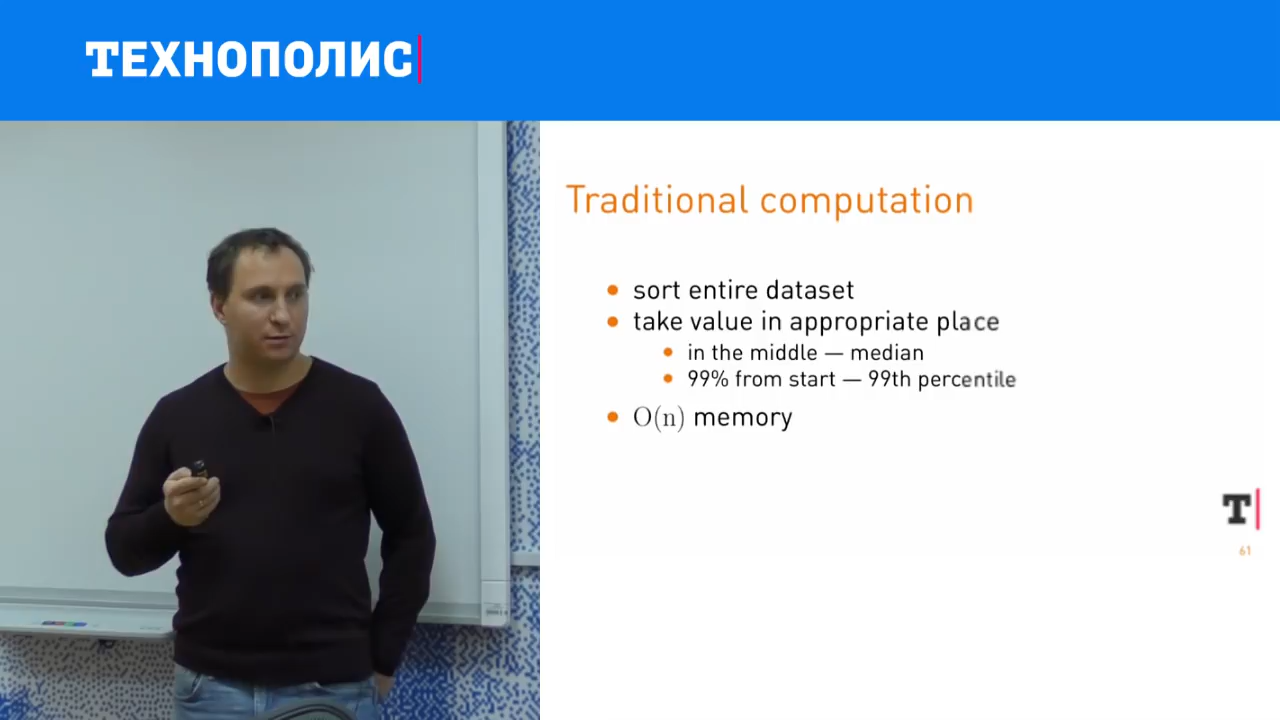 ТЕХНОПОЛИС
Traditional computation
sort entire dataset
take value in appropriate place
in the middle — median
99% from start — 99th percentile
O(n) memory
T
61